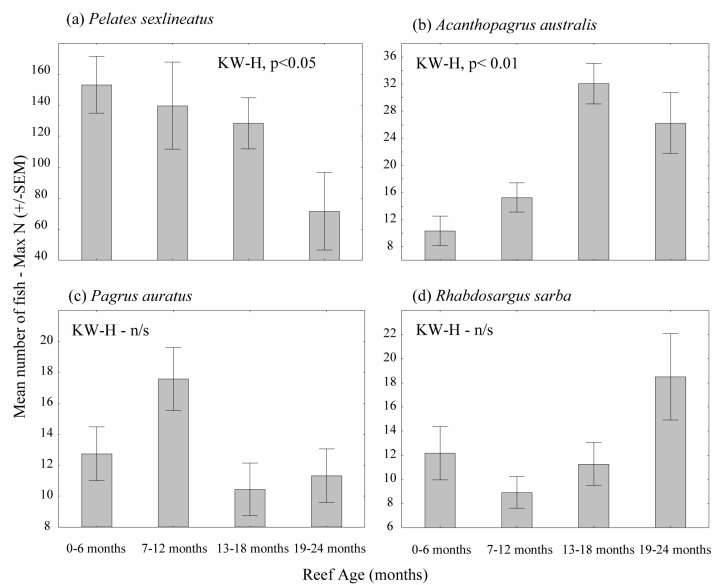 (a) Pelates sexlineatus
KW-H, p<0.05
160
140
120
100
80
60
40
(b) Acanthopagrus australis
KW-H, p< 0.01
36
32
28
24
20
16
12
8
Mean number of fish - Max N (+/-SEM)
(c) Pagrus auratus
KW-H - n/s
20
18
16
14
12
10
8
0-6 months
7-12 months
13-18 months
19-24 months
(d) Rhabdosargus sarba
KW-H - n/s
22
20
18
16
14
12
10
8
6
0-6 months
7-12 months
13-18 months
19-24 months
Reef Age (months)